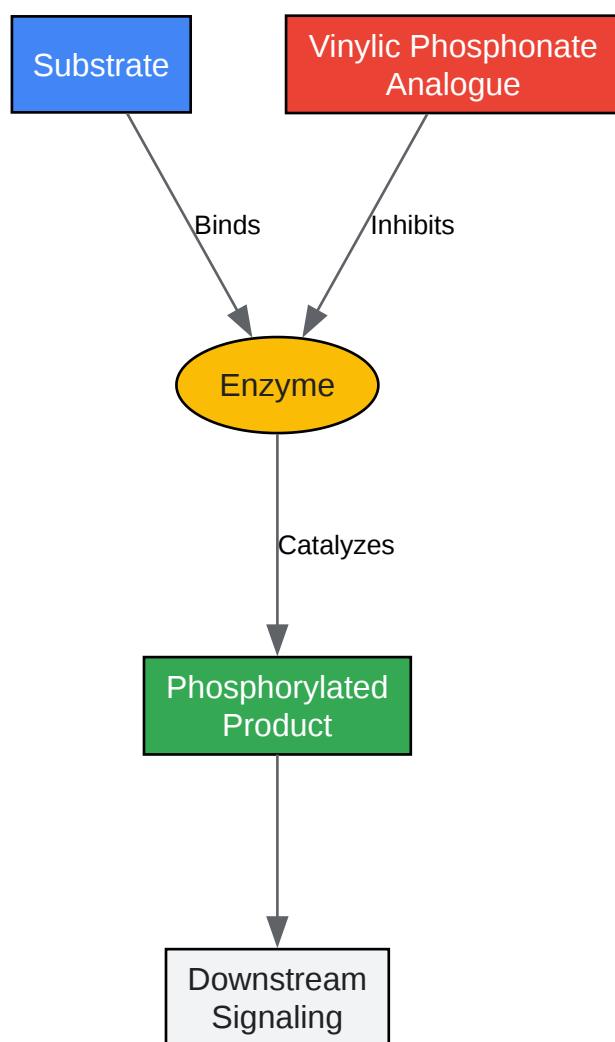 Substrate
Vinylic Phosphonate
Analogue
Binds
Inhibits
Enzyme
Catalyzes
Phosphorylated
Product
Downstream
Signaling